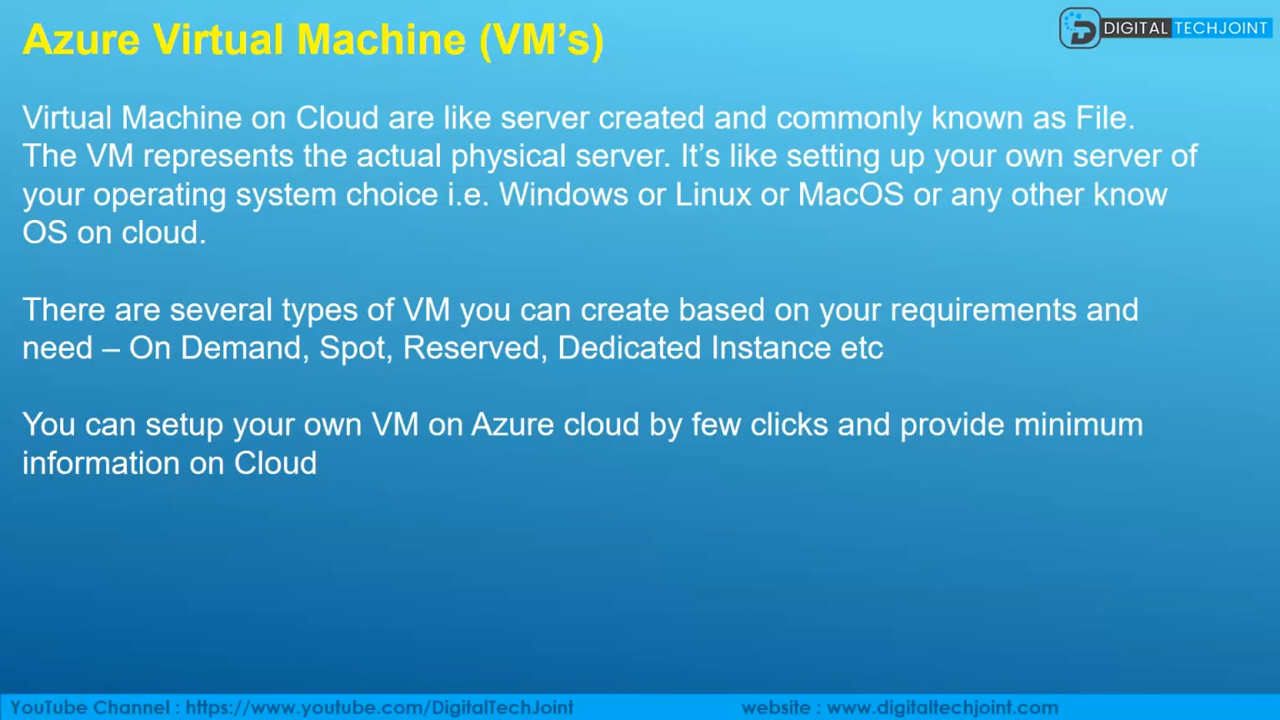 Azure Virtual Machine (VM’s)
DIGITAL TECHJOINT
Virtual Machine on Cloud are like server created and commonly known as File.
The VM represents the actual physical server. It’s like setting up your own server of
your operating system choice i.e. Windows or Linux or MacOS or any other know
OS on cloud.
There are several types of VM you can create based on your requirements and
need – On Demand, Spot, Reserved, Dedicated Instance etc
You can setup your own VM on Azure cloud by few clicks and provide minimum
information on Cloud
YouTube Channel : https://www.youtube.com/DigitalTechJoint
website : www.digitaltechjoint.com